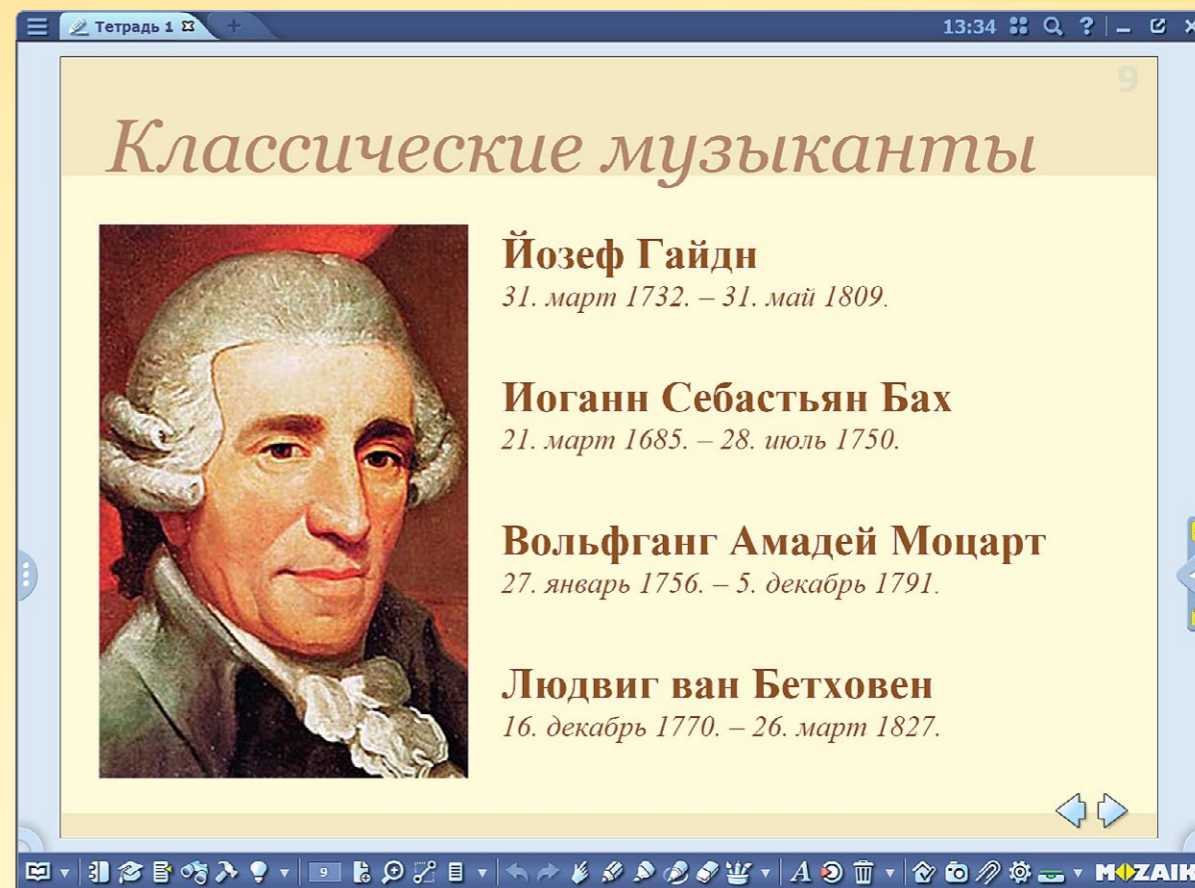 Тетрадь 1
13:34
9
Классические музыканты
Йозеф Гайдн
31. март 1732. – 31. май 1809.
Иоганн Себастьян Бах
21. март 1685. – 28. июль 1750.
Вольфганг Амадей Моцарт
27. январь 1756. – 5. декабрь 1791.
Людвиг ван Бетховен
16. декабрь 1770. – 26. март 1827.
9
MOZAIK